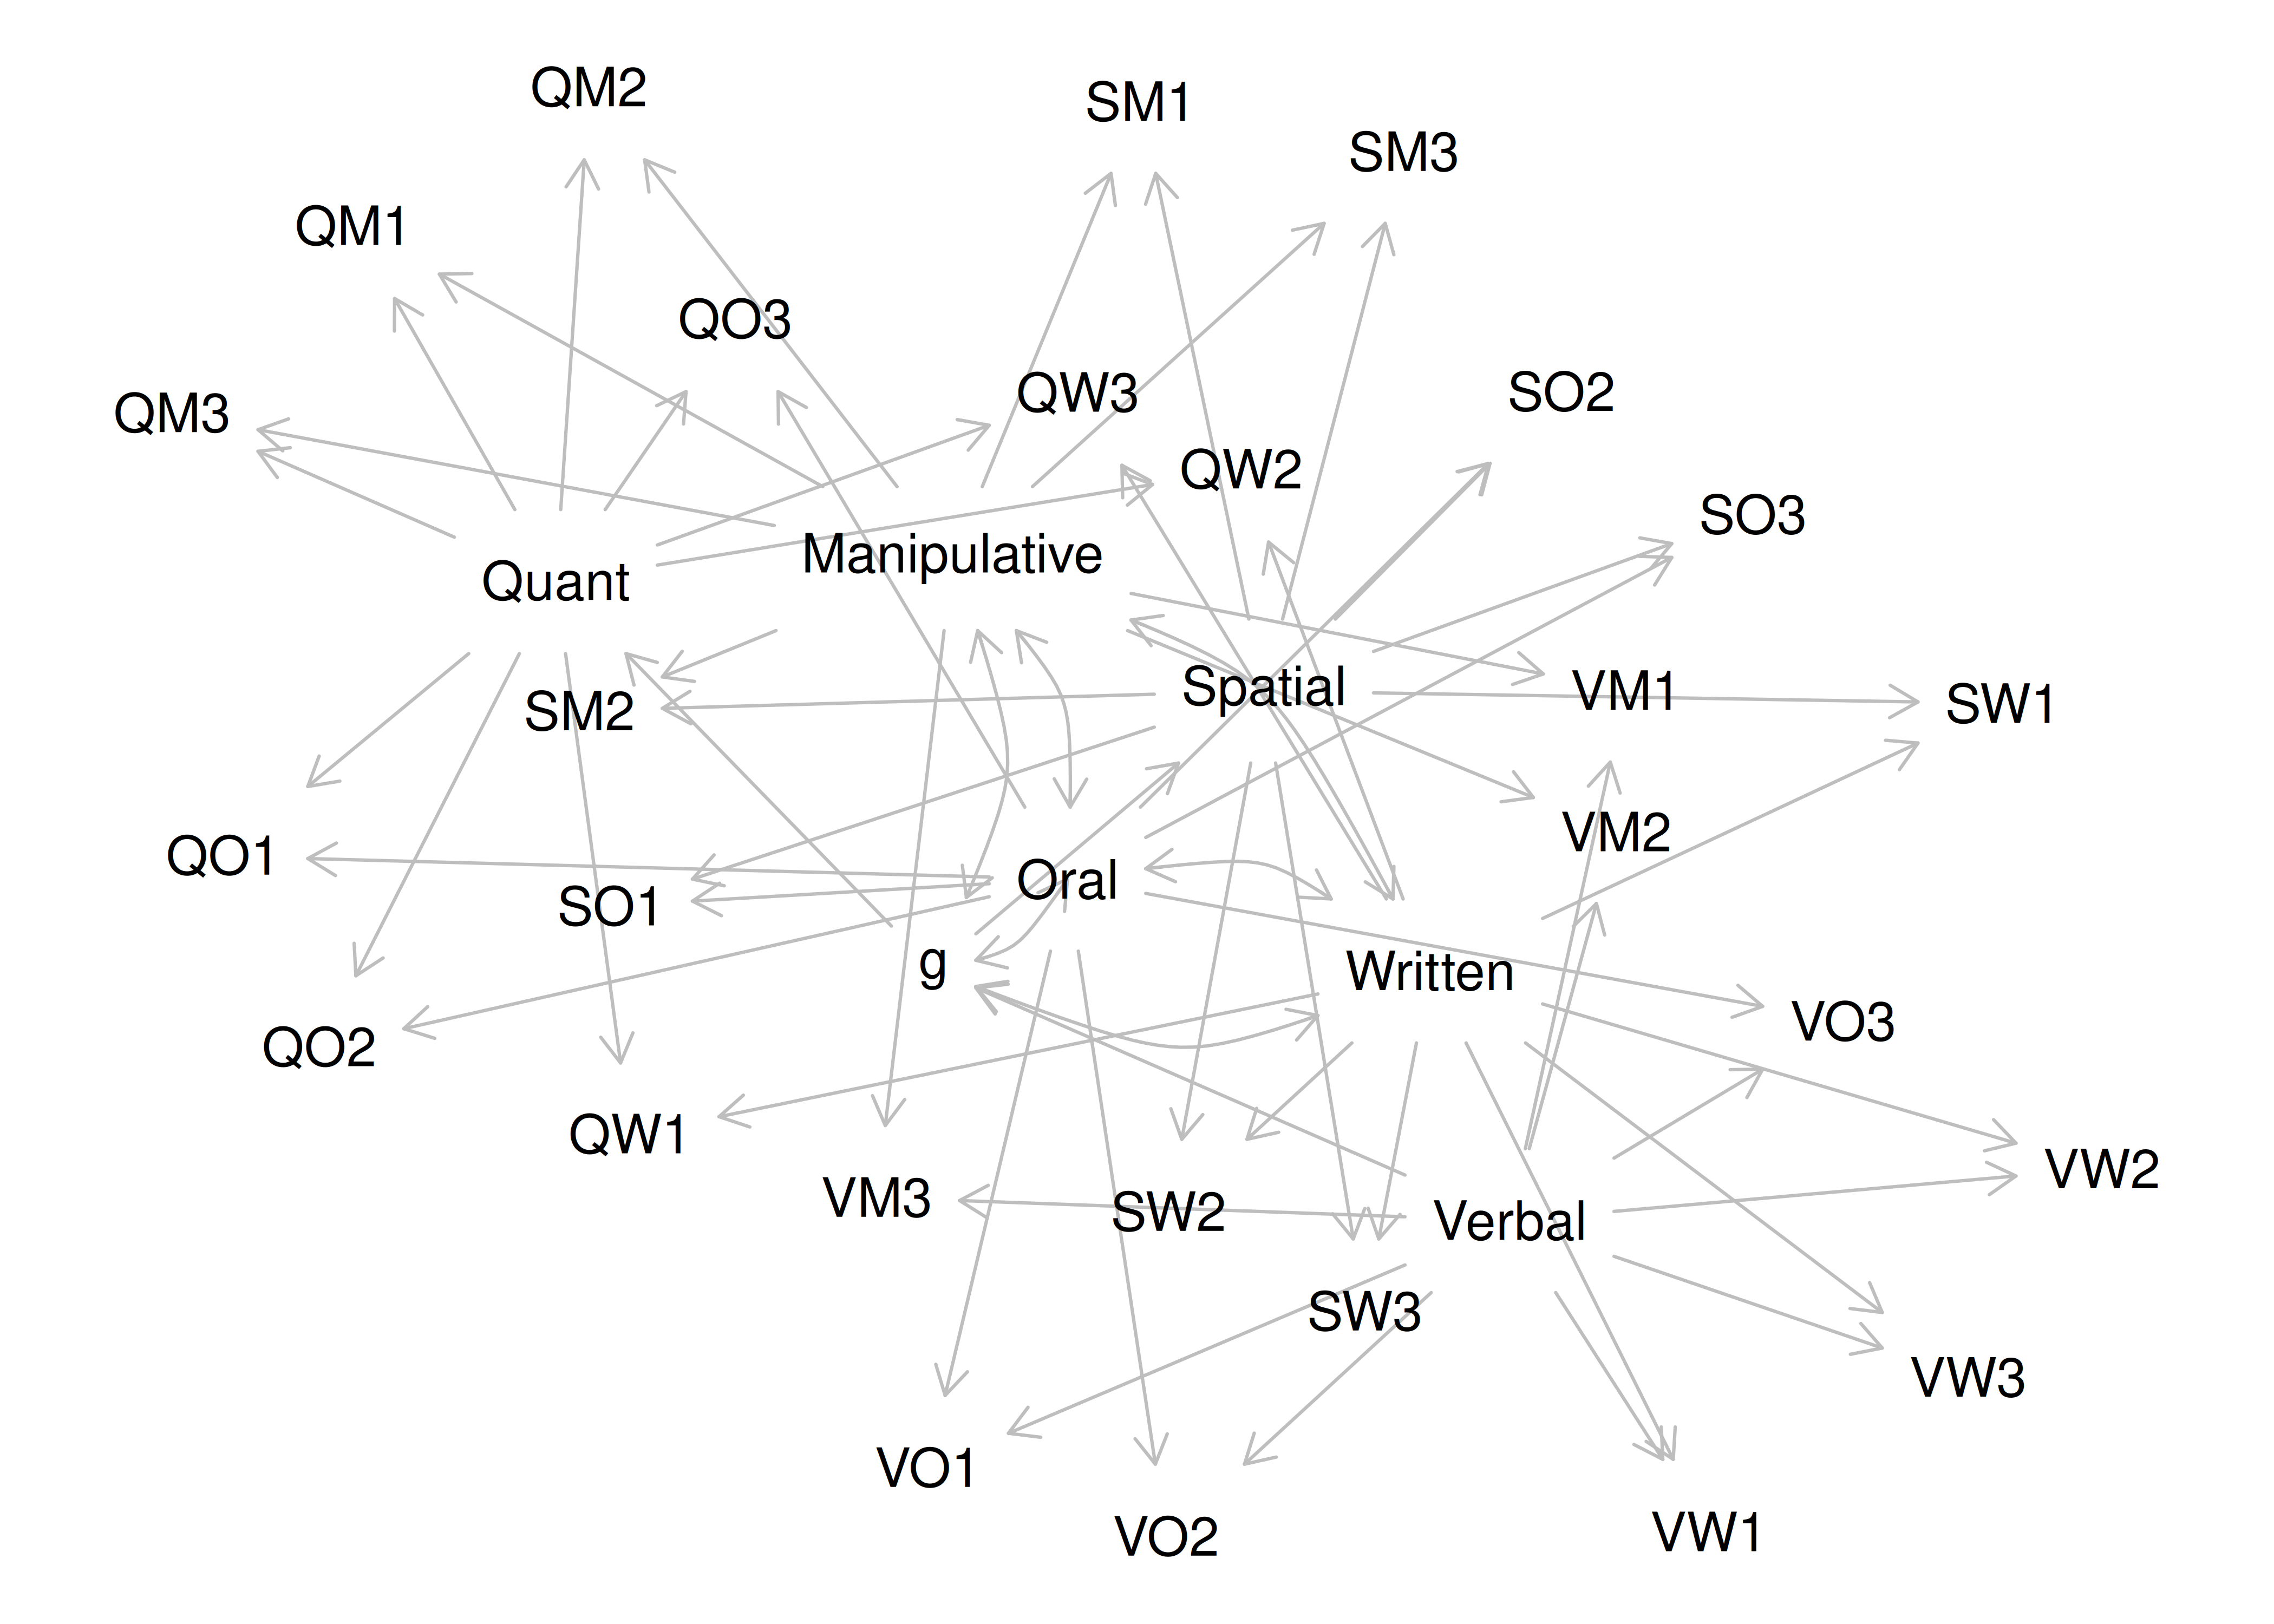 QM2
SM1
SM3
QM1
QO3
QW3
SO2
QM3
QW2
SO3
Manipulative
Quant
Spatial
VM1
SW1
SM2
VM2
QO1
Oral
SO1
g
Written
VO3
QO2
QW1
VW2
VM3
SW2
Verbal
SW3
VW3
VO1
VO2
VW1